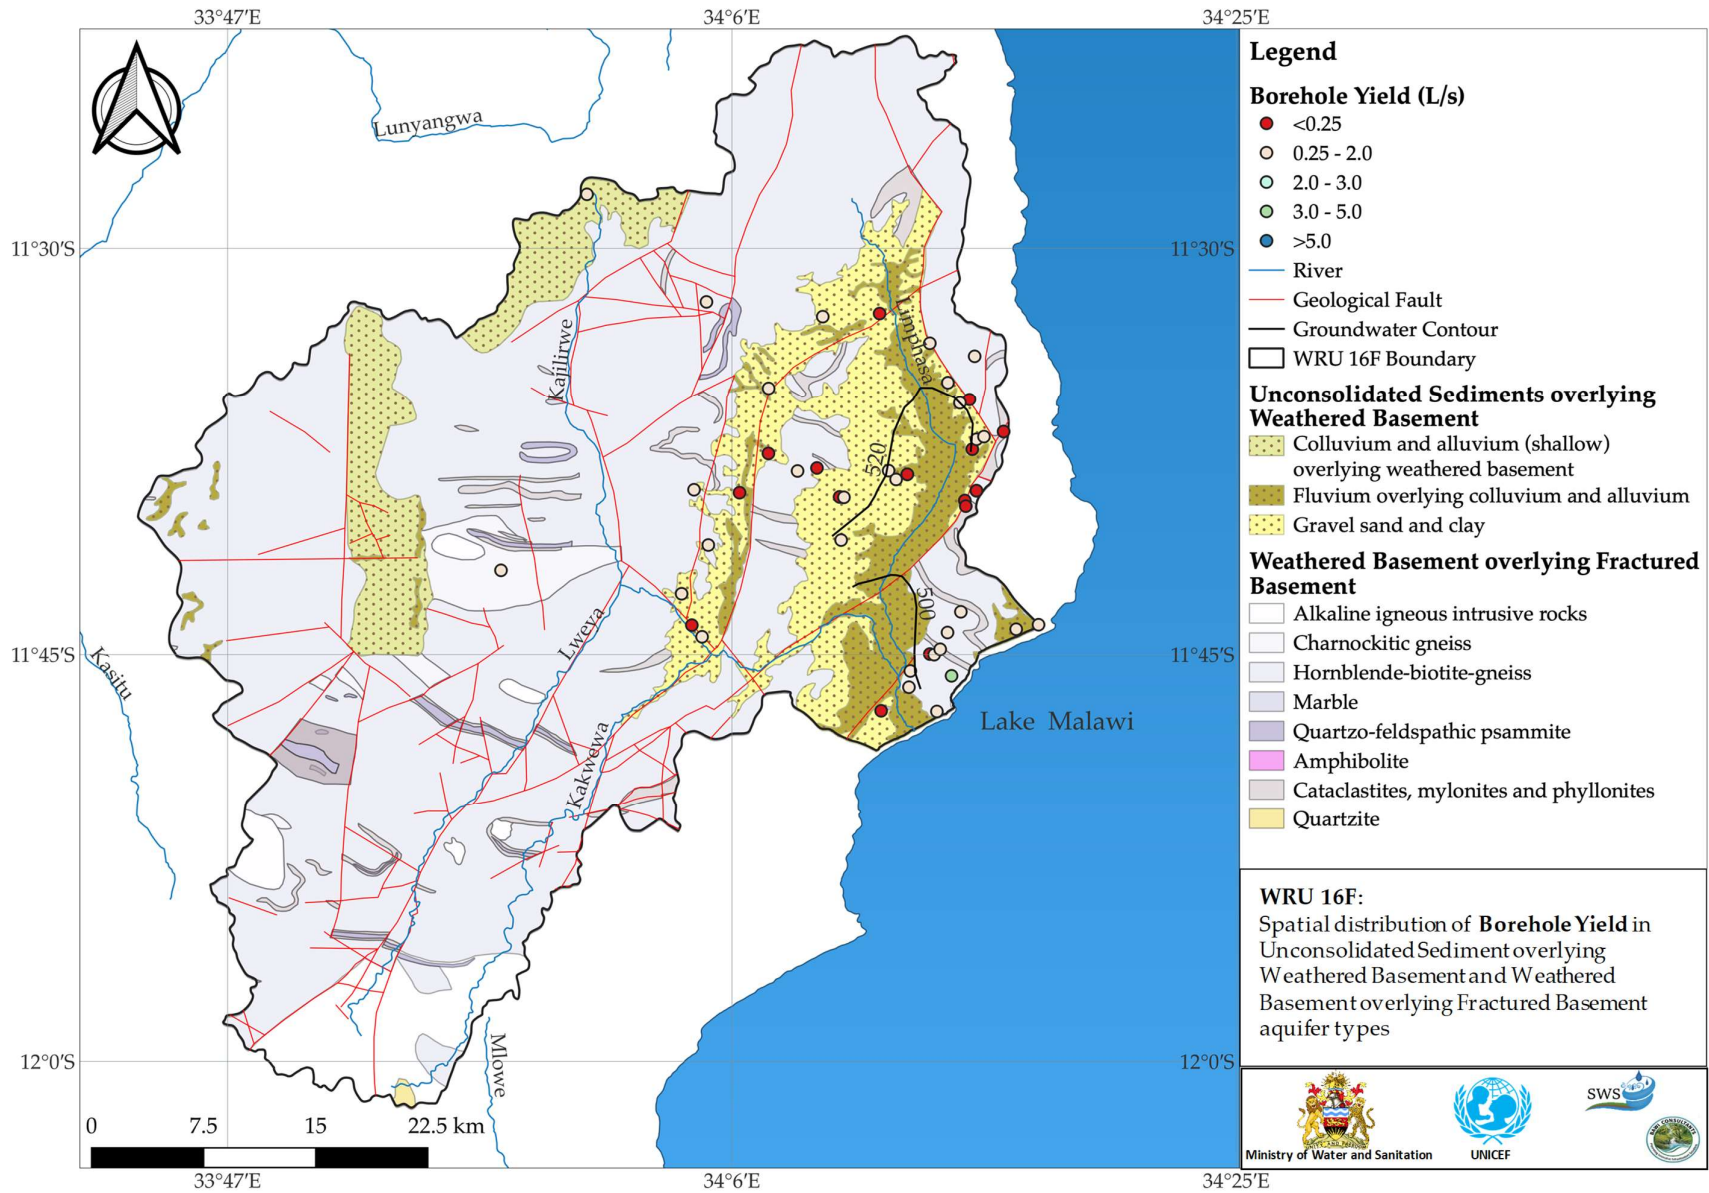 33°47'E 34°6'E 34°25'E
Lunyangwa
11°30'S 11°30'S
Kajilirwe
Limphasa
520
500
Lweya
Kasitu
11°45'S 11°45'S
Kakwewa
Lake Malawi
Mlowe
12°0'S 12°0'S
0 7.5 15 22.5 km
33°47'E 34°6'E 34°25'E
Legend
Borehole Yield (L/s)
<0.25
0.25 - 2.0
2.0 - 3.0
3.0 - 5.0
>5.0
River
Geological Fault
Groundwater Contour
WRU 16F Boundary
Unconsolidated Sediments overlying
Weathered Basement
Colluvium and alluvium (shallow)
overlying weathered basement
Fluvium overlying colluvium and alluvium
Gravel sand and clay
Weathered Basement overlying Fractured
Basement
Alkaline igneous intrusive rocks
Charnockitic gneiss
Hornblende-biotite-gneiss
Marble
Quartzo-feldspathic psammite
Amphibolite
Cataclastites, mylonites and phyllonites
Quartzite
WRU 16F:
Spatial distribution of Borehole Yield in
Unconsolidated Sediment overlying
Weathered Basement and Weathered
Basement overlying Fractured Basement
aquifer types
SWS
Ministry of Water and Sanitation
UNICEF